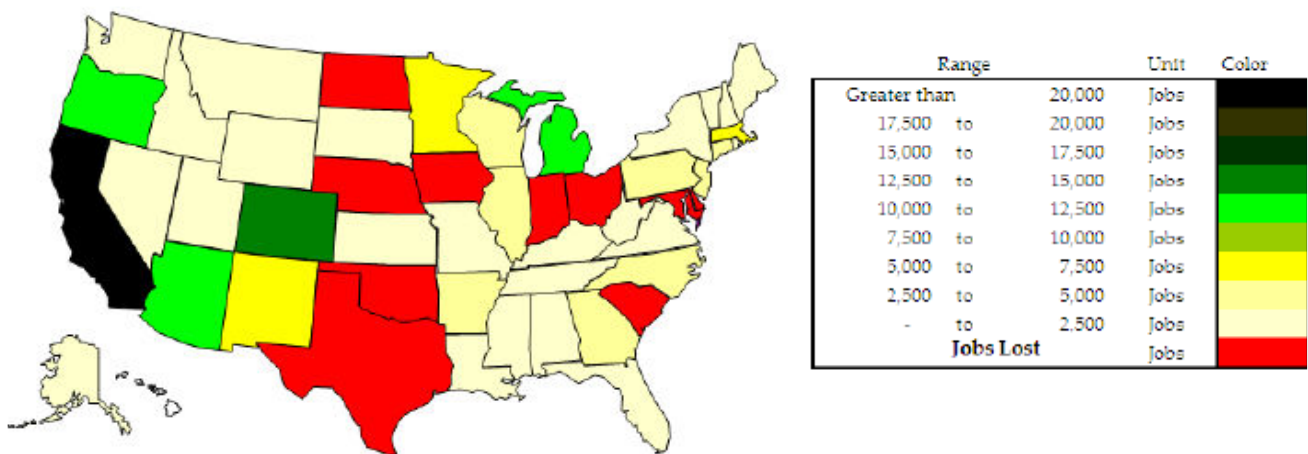 Range Unit Color
Greater than 20,000 Jobs
17,500 to 20,000 Jobs
15,000 to 17,500 Jobs
12,500 to 15,000 Jobs
10,000 to 12,500 Jobs
7,500 to 10,000 Jobs
5,000 to 7,500 Jobs
2,500 to 5,000 Jobs
- to 2,500 Jobs
Jobs Lost Jobs